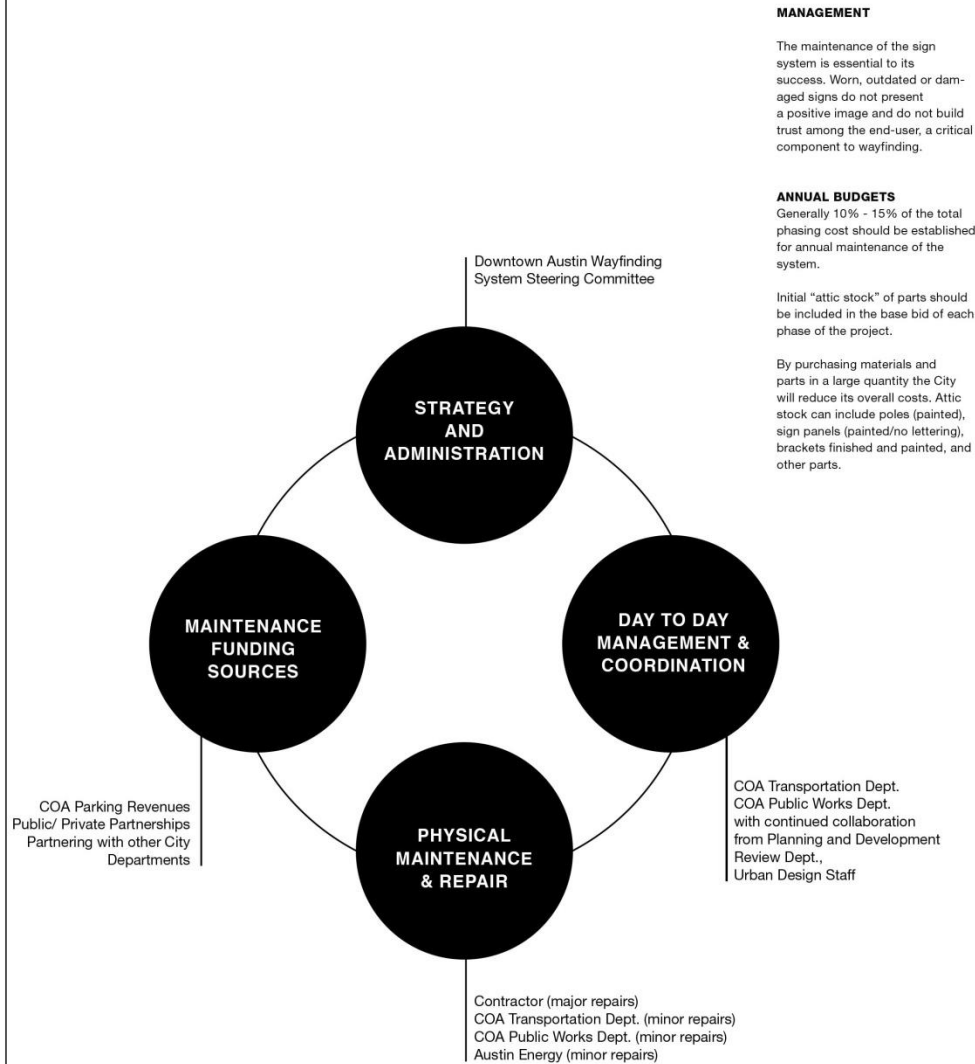 MANAGEMENT
The maintenance of the sign
system is essential to its
success. Worn, outdated or dam-
aged signs do not present
a positive image and do not build
trust among the end-user, a critical
component to wayfinding.
ANNUAL BUDGETS
Generally 10% - 15% of the total
phasing cost should be established
for annual maintenance of the
system.
Initial “attic stock” of parts should
be included in the base bid of each
phase of the project.
By purchasing materials and
parts in a large quantity the City
will reduce its overall costs. Attic
stock can include poles (painted),
sign panels (painted/no lettering),
brackets finished and painted, and
other parts.
Downtown Austin Wayfinding
System Steering Committee
STRATEGY
AND
ADMINISTRATION
MAINTENANCE
FUNDING
SOURCES
DAY TO DAY
MANAGEMENT &
COORDINATION
COA Parking Revenues
Public/ Private Partnerships
Partnering with other City
Departments
PHYSICAL
MAINTENANCE
& REPAIR
COA Transportation Dept.
COA Public Works Dept.
with continued collaboration
from Planning and Development
Review Dept.,
Urban Design Staff
Contractor (major repairs)
COA Transportation Dept. (minor repairs)
COA Public Works Dept. (minor repairs)
Austin Energy (minor repairs)